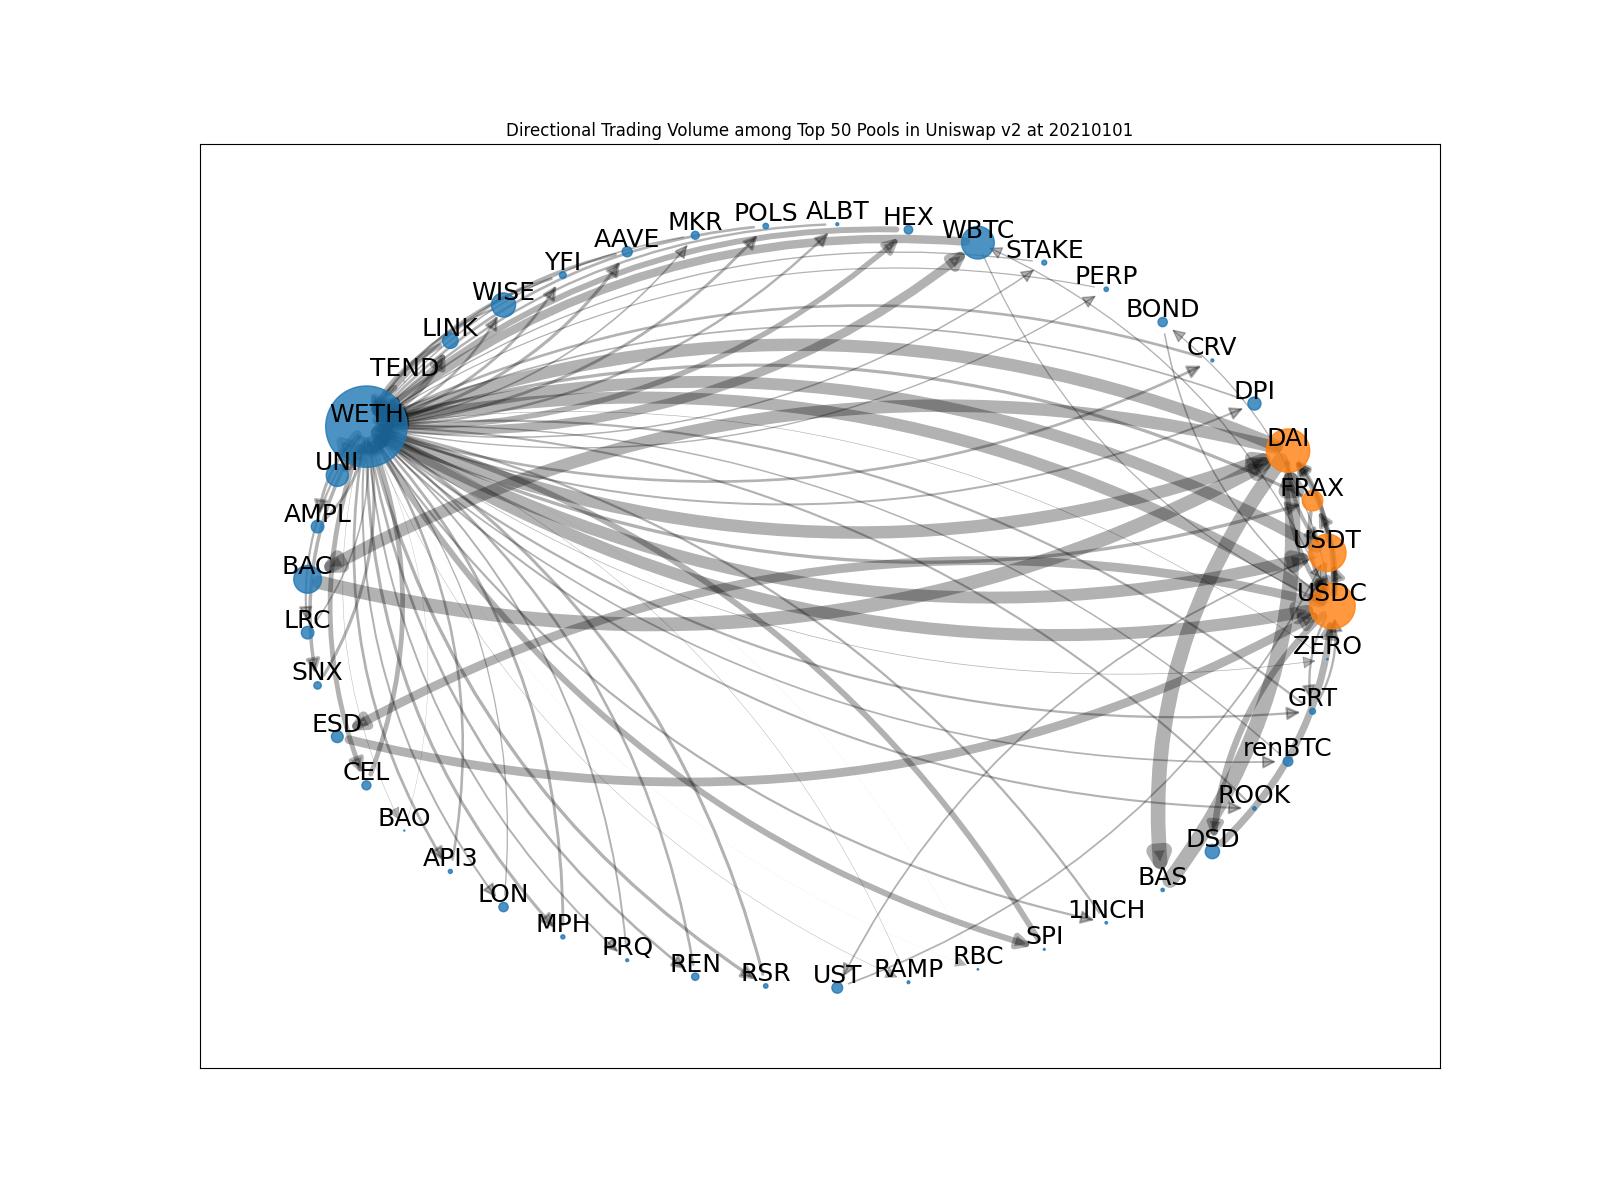 Directional Trading Volume among Top 50 Pools in Uniswap v2 at 20210101
POLS
ALBT
MKR
HEX
AAVE
WBTC
STAKE
YFI
PERP
WISE
BOND
LINK
CRV
TEND
DPI
WETH
DAI
UNI
FRAX
AMPL
USDT
BAC
USDC
LRC
ZERO
SNX
GRT
ESD
renBTC
CEL
ROOK
BAO
DSD
API3
BAS
LON
1INCH
MPH
SPI
PRQ
RBC
REN
RAMP
RSR
UST